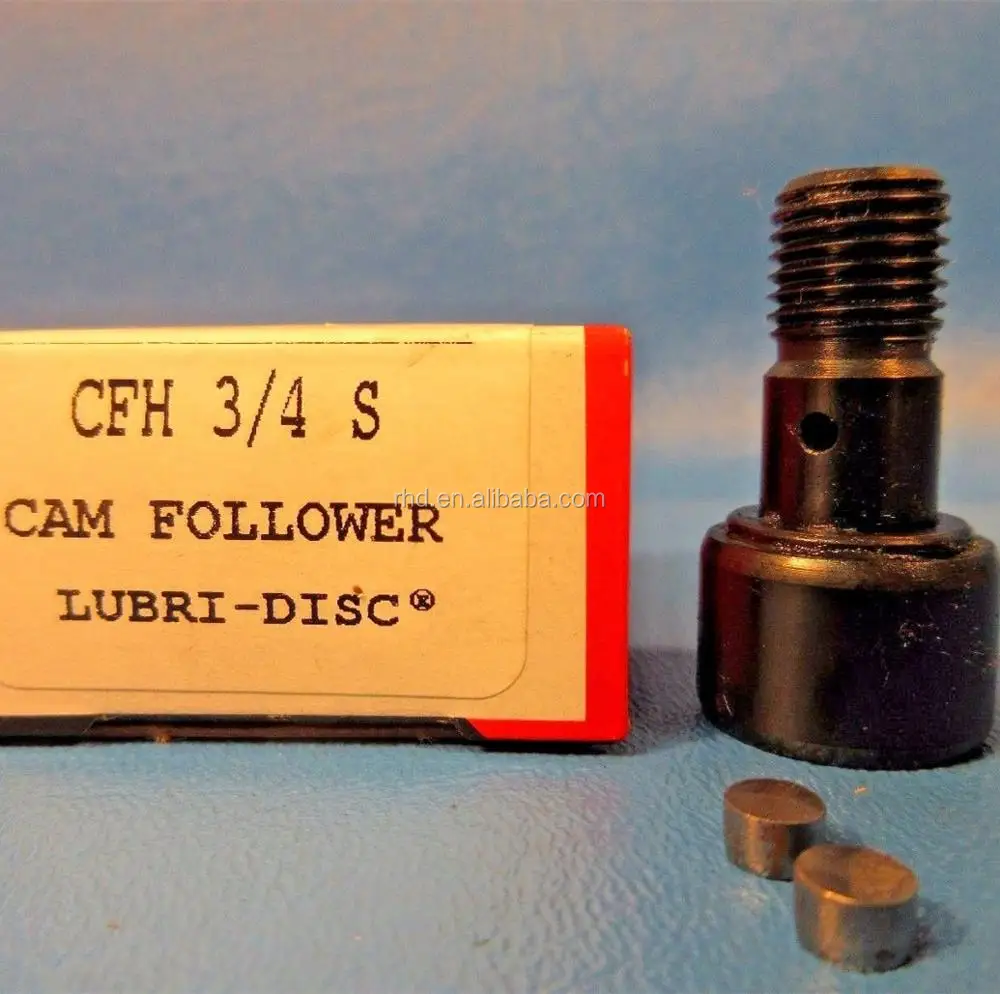 CFH 3/4 S
CAM FOLLOWER
rhd.en.alibaba.com
LUBRI-DISC®